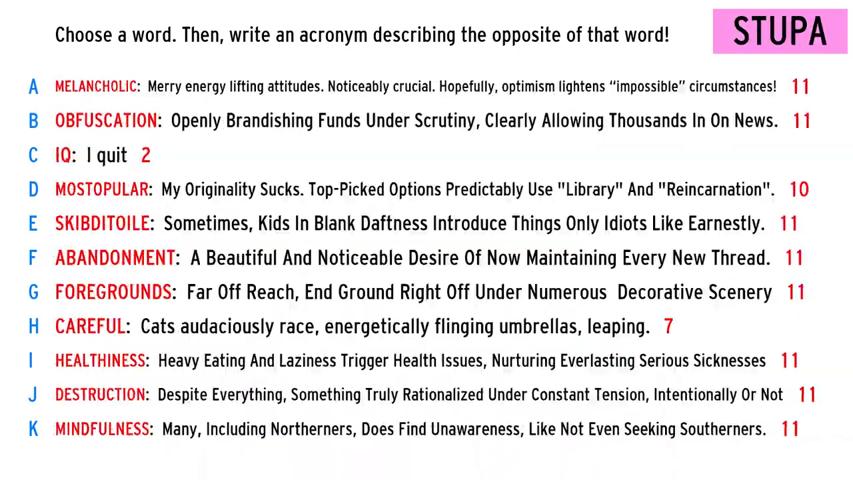 Choose a word. Then, write an acronym describing the opposite of that word!
STUPA
A MELANCHOLIC: Merry energy lifting attitudes. Noticeably crucial. Hopefully, optimism lightens “impossible” circumstances! 11
B OBFUSCATION: Openly Brandishing Funds Under Scrutiny, Clearly Allowing Thousands In On News. 11
C IQ: I quit 2
D MOSTOPULAR: My Originality Sucks. Top-Picked Options Predictably Use "Library" And "Reincarnation". 10
E SKIBDITOILE: Sometimes, Kids In Blank Daftness Introduce Things Only Idiots Like Earnestly. 11
F ABANDONMENT: A Beautiful And Noticeable Desire Of Now Maintaining Every New Thread. 11
G FOREGROUNDS: Far Off Reach, End Ground Right Off Under Numerous Decorative Scenery 11
H CAREFUL: Cats audaciously race, energetically flinging umbrellas, leaping. 7
I HEALTHINESS: Heavy Eating And Laziness Trigger Health Issues, Nurturing Everlasting Serious Sicknesses 11
J DESTRUCTION: Despite Everything, Something Truly Rationalized Under Constant Tension, Intentionally Or Not 11
K MINDFULNESS: Many, Including Northerners, Does Find Unawareness, Like Not Even Seeking Southerners. 11